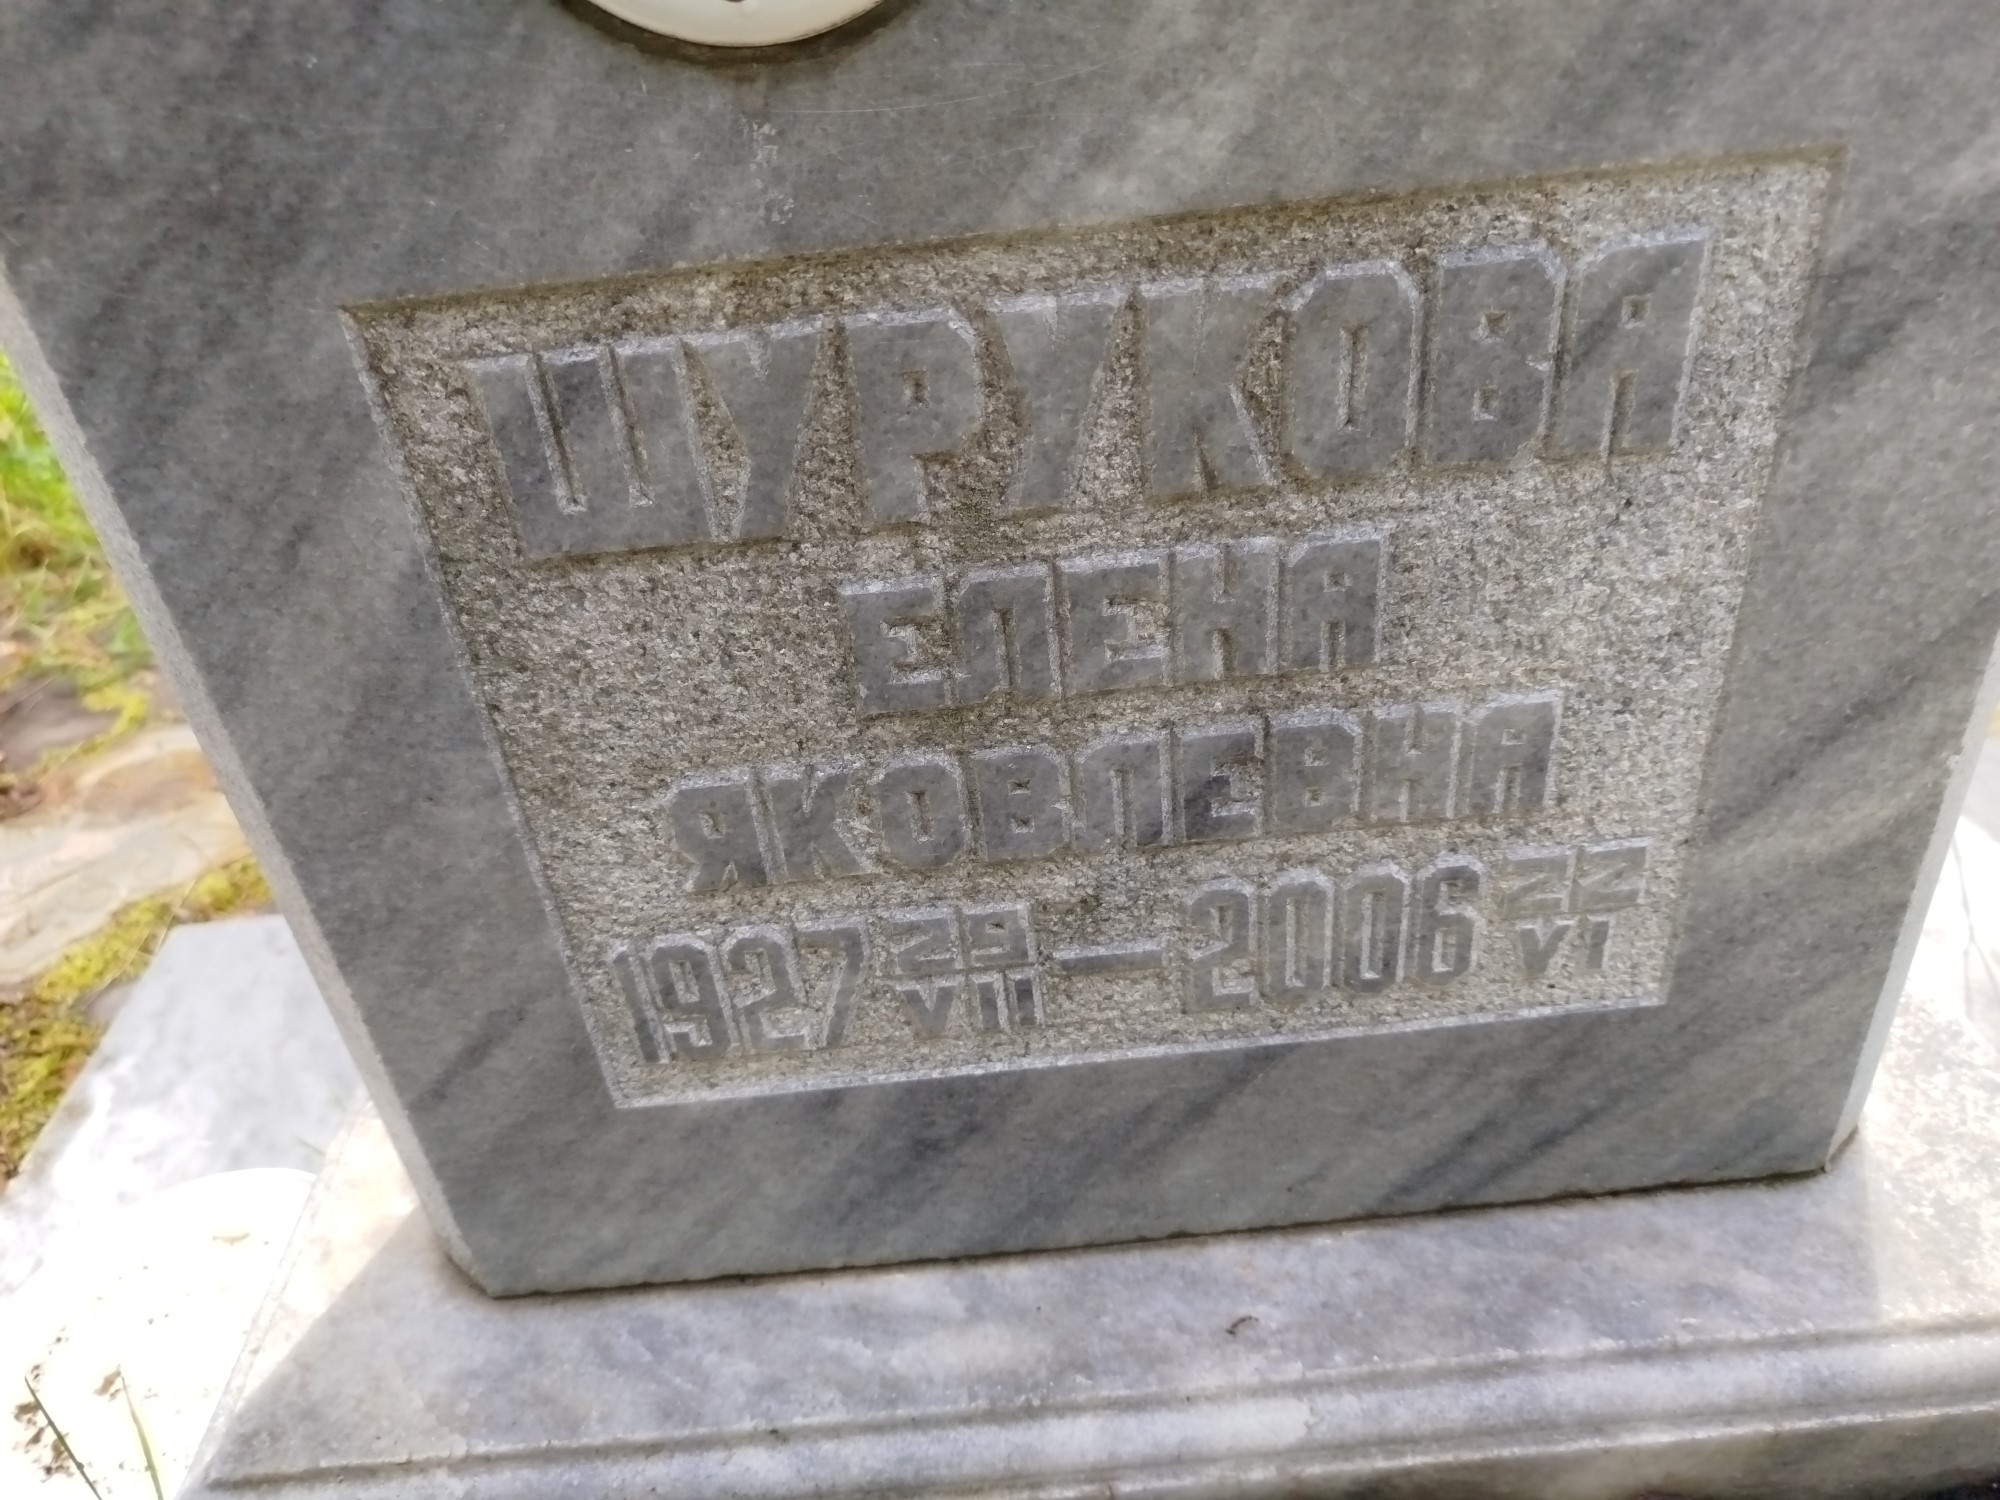 ШУРУКОВА
ЕЛЕНА
ЯКОВЛЕВНА
1927 29 VII — 2006 22 VI